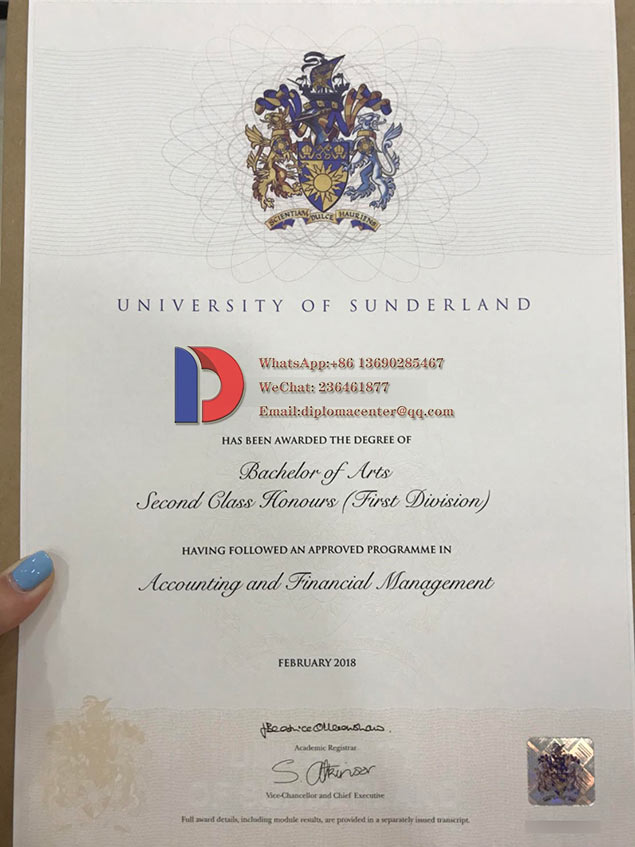 SCIENTIAM DULCE HAURIENS
UNIVERSITY OF SUNDERLAND
WhatsApp:+86 13690285467
WeChat: 236461877
Email:diplomacenter@qq.com
HAS BEEN AWARDED THE DEGREE OF
Bachelor of Arts
Second Class Honours (First Division)
HAVING FOLLOWED AN APPROVED PROGRAMME IN
Accounting and Financial Management
FEBRUARY 2018
Academic Registrar
S. Atkinson
Vice-Chancellor and Chief Executive
Full award details, including module results, are provided in a separately issued transcript.